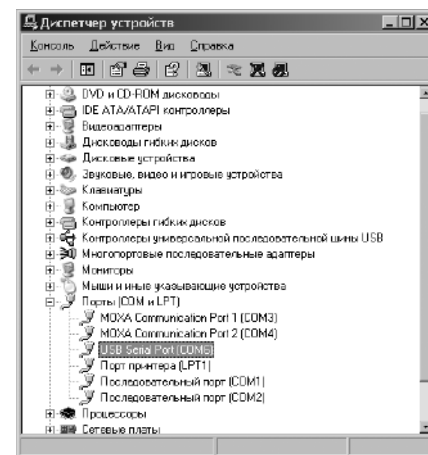 Диспетчер устройств
Консоль Действие Вид Справка
DVD и CD-ROM дисководы
IDE ATA/ATAPI контроллеры
Видеоадаптеры
Дисководы гибких дисков
Дисковые устройства
Звуковые, видео и игровые устройства
Клавиатуры
Компьютер
Контроллеры гибких дисков
Контроллеры универсальной последовательной шины USB
Многопортовые последовательные адаптеры
Мониторы
Мыши и иные указывающие устройства
Порты (COM и LPT)
MOXA Communication Port 1 (COM3)
MOXA Communication Port 2 (COM4)
USB Serial Port (COM6)
Порт принтера (LPT1)
Последовательный порт (COM1)
Последовательный порт (COM2)
Процессоры
Сетевые платы